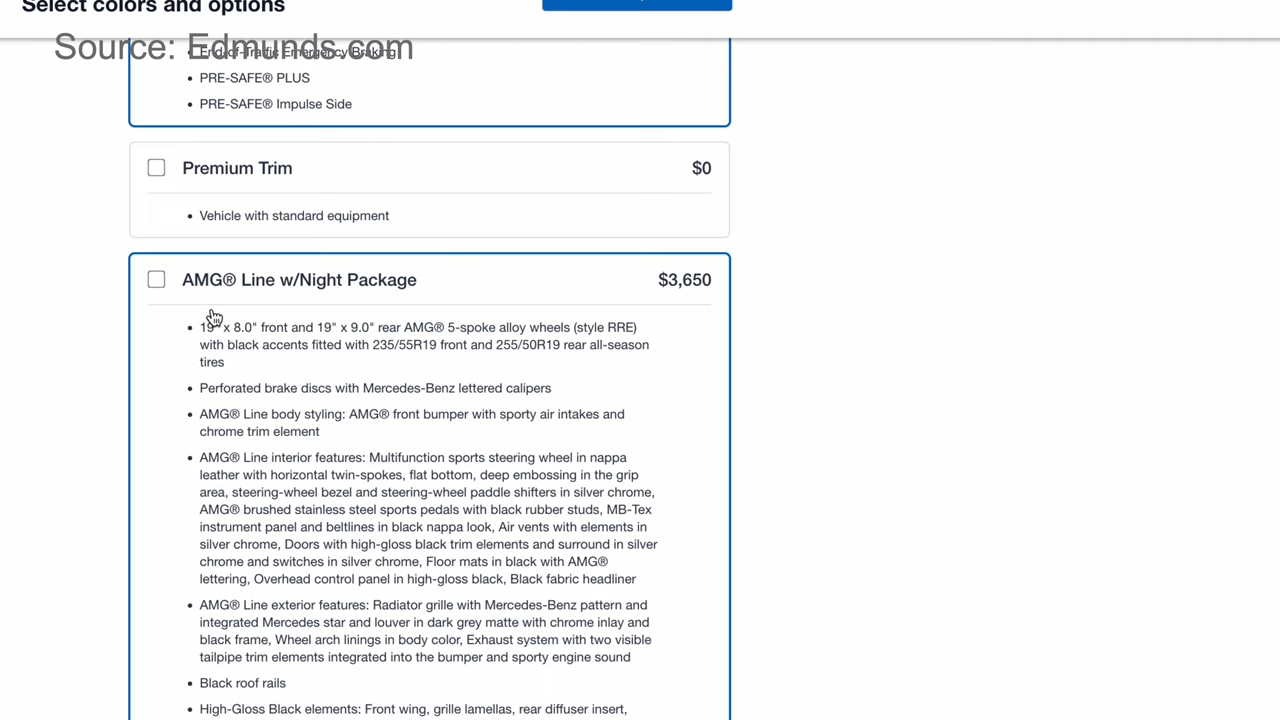 Select colors and options
Source: Edmunds.com
End-of-Traffic Emergency Braking
PRE-SAFE® PLUS
PRE-SAFE® Impulse Side
Premium Trim $0
Vehicle with standard equipment
AMG® Line w/Night Package $3,650
19" x 8.0" front and 19" x 9.0" rear AMG® 5-spoke alloy wheels (style RRE)
with black accents fitted with 235/55R19 front and 255/50R19 rear all-season
tires
Perforated brake discs with Mercedes-Benz lettered calipers
AMG® Line body styling: AMG® front bumper with sporty air intakes and
chrome trim element
AMG® Line interior features: Multifunction sports steering wheel in nappa
leather with horizontal twin-spokes, flat bottom, deep embossing in the grip
area, steering-wheel bezel and steering-wheel paddle shifters in silver chrome,
AMG® brushed stainless steel sports pedals with black rubber studs, MB-Tex
instrument panel and beltlines in black nappa look, Air vents with elements in
silver chrome, Doors with high-gloss black trim elements and surround in silver
chrome and switches in silver chrome, Floor mats in black with AMG®
lettering, Overhead control panel in high-gloss black, Black fabric headliner
AMG® Line exterior features: Radiator grille with Mercedes-Benz pattern and
integrated Mercedes star and louver in dark grey matte with chrome inlay and
black frame, Wheel arch linings in body color, Exhaust system with two visible
tailpipe trim elements integrated into the bumper and sporty engine sound
Black roof rails
High-Gloss Black elements: Front wing, grille lamellas, rear diffuser insert,